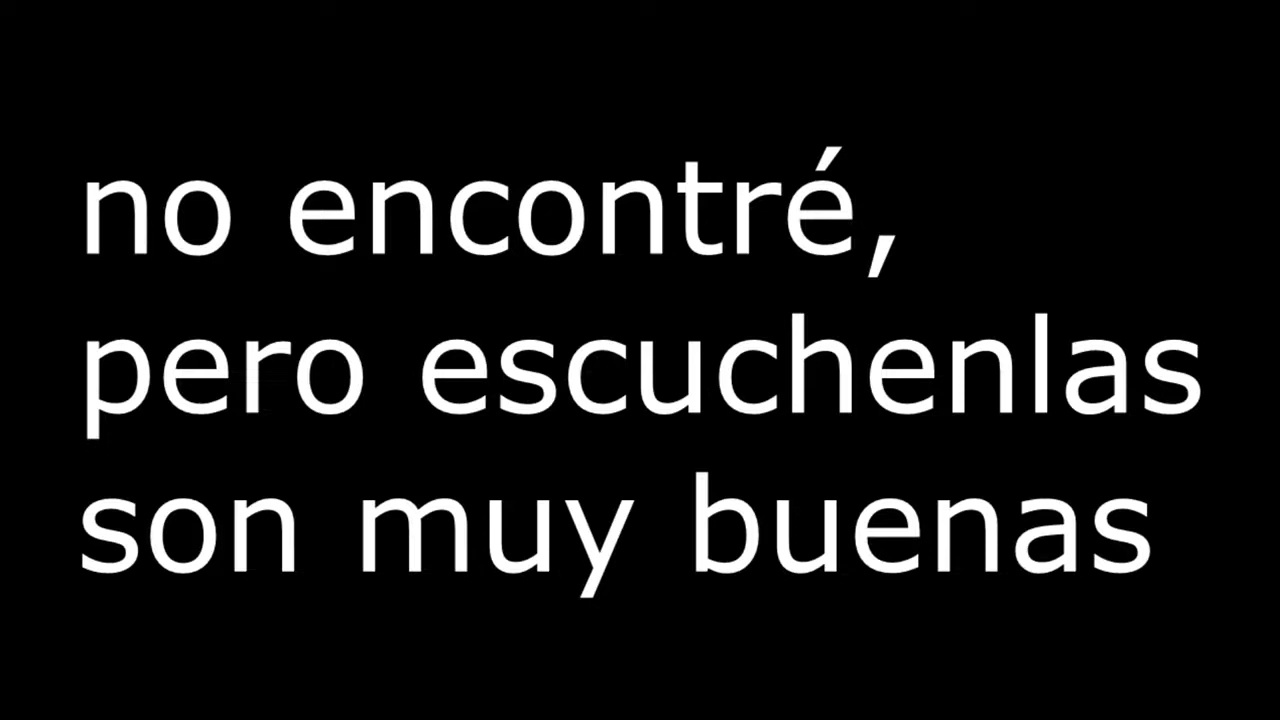 no encontré,
pero escuchenlas
son muy buenas